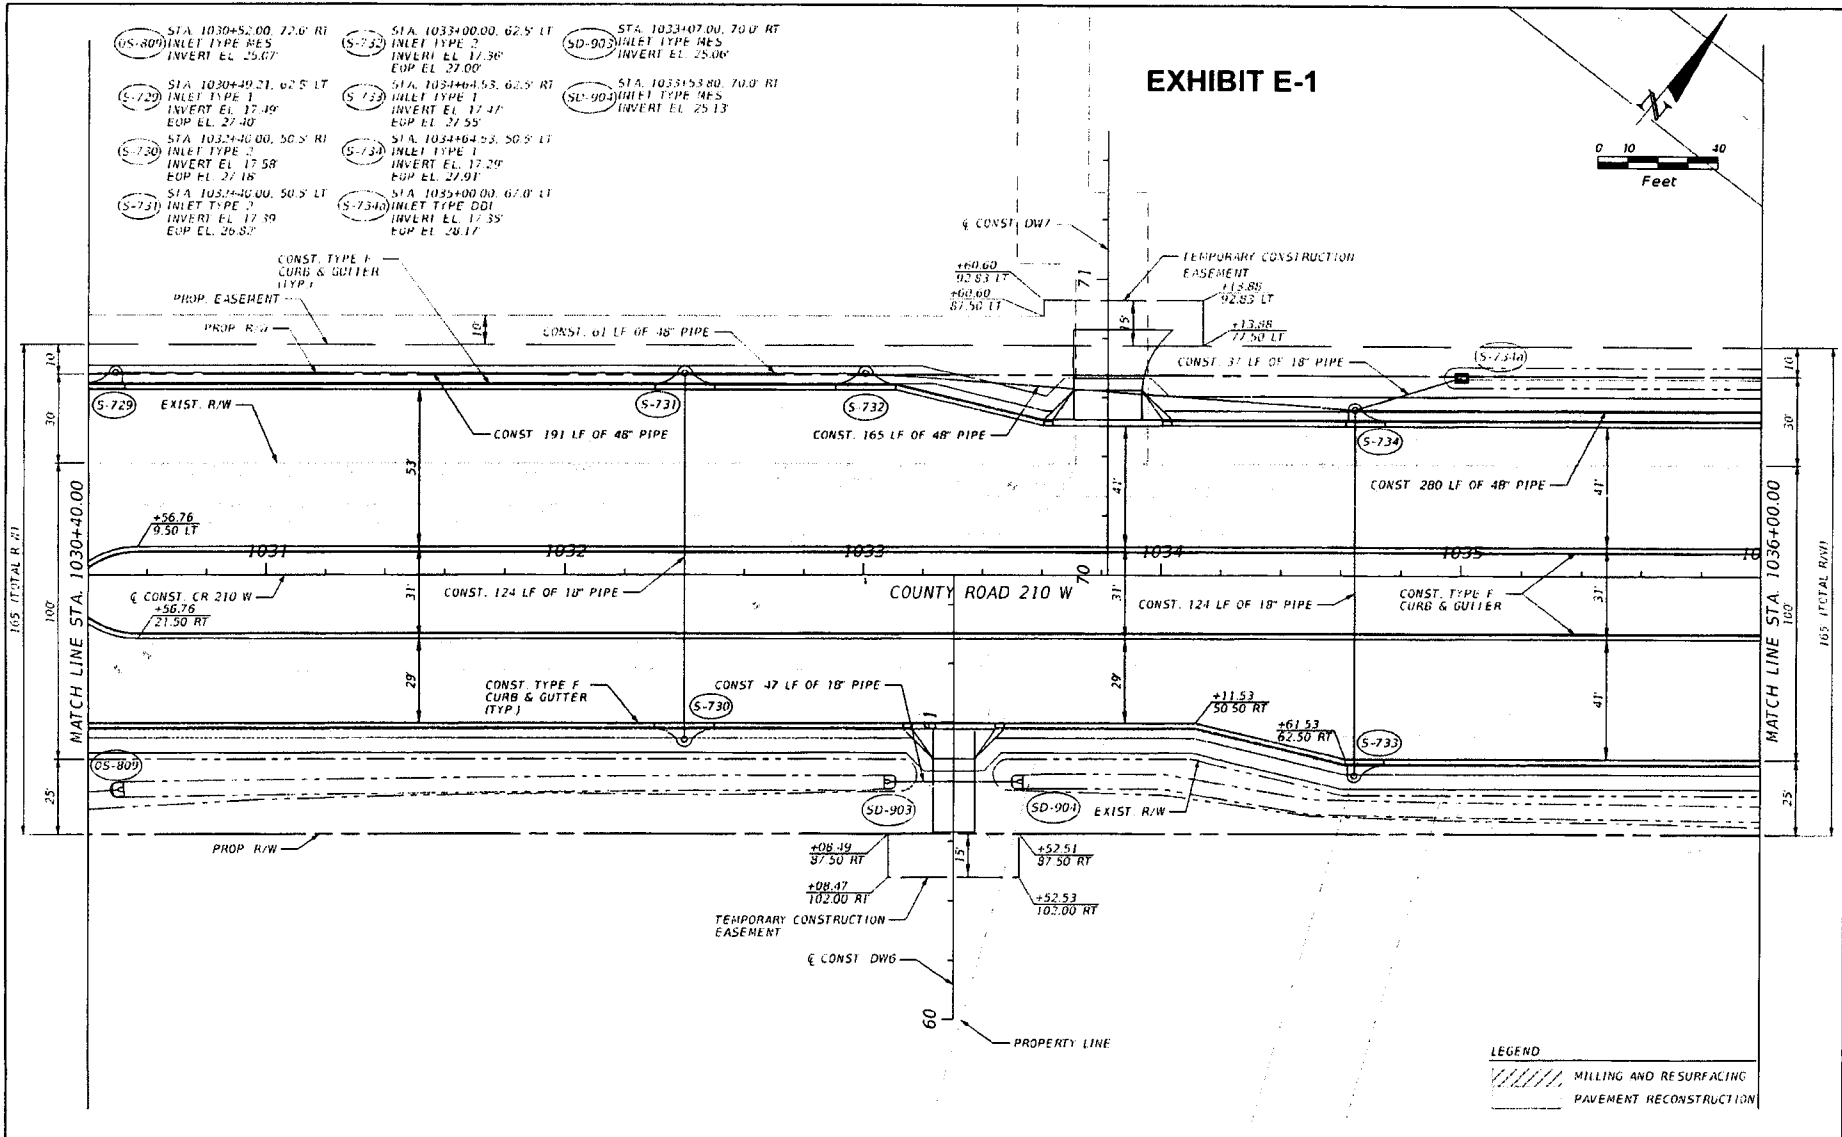 EXHIBIT E-1
OS-809
STA. 1030+52.00, 72.6' RT
INLET TYPE MES
INVERT EL. 25.07'
S-729
STA. 1030+49.21, 62.5' LT
INLET TYPE 1
INVERT EL. 17.49'
EOP EL. 27.40'
S-730
STA. 1032+40.00, 50.5' RT
INLET TYPE 2
INVERT EL. 17.58'
EOP EL. 27.18'
S-731
STA. 1032+40.00, 50.5' LT
INLET TYPE 2
INVERT EL. 17.39'
EOP EL.
S-732
STA. 1033+00.00, 62.5' LT
INLET TYPE 2
INVERT EL. 17.36'
EOP EL. 27.00'
S-733
STA. 1034+64.53, 62.5' RT
INLET TYPE 1
INVERT EL. 17.47'
EOP EL. 27.55'
S-734
STA. 1034+64.53, 50.5' LT
INLET TYPE 1
INVERT EL. 17.29'
EOP EL. 27.91'
S-734a
STA. 1035+00.00, 67.0' LT
INLET TYPE DBI
INVERT EL. 17.35'
EOP EL. 28.17'
SD-903
STA. 1033+07.00, 70.0' RT
INLET TYPE MES
INVERT EL. 25.06'
SD-904
STA. 1033+53.80, 70.0' RT
INLET TYPE MES
INVERT EL. 25.13'
N
0 10 40
Feet
℄ CONST. DW7
71
TEMPORARY CONSTRUCTION
EASEMENT
+60.60
92.83 LT
+60.60
87.50 LT
+13.88
92.83 LT
+13.88
77.50 LT
15'
CONST. TYPE F
CURB & GUTTER
(TYP.)
PROP. EASEMENT
PROP. R/W
10'
CONST. 61 LF OF 48" PIPE
CONST. 37 LF OF 18" PIPE
S-734a
S-729
EXIST. R/W
S-731
S-732
CONST. 191 LF OF 48" PIPE
CONST. 165 LF OF 48" PIPE
S-734
CONST. 280 LF OF 48" PIPE
10'
30'
100'
25'
165' (TOTAL R/W)
MATCH LINE STA. 1030+40.00
53'
31'
29'
41'
31'
29'
41'
31'
41'
10'
30'
100'
25'
165' (TOTAL R/W)
MATCH LINE STA. 1036+00.00
+56.76
9.50 LT
1031
1032
1033
1034
1035
10
℄ CONST. CR 210 W
CONST. 124 LF OF 18" PIPE
COUNTY ROAD 210 W
70
CONST. 124 LF OF 18" PIPE
CONST. TYPE F
CURB & GUTTER
+56.76
21.50 RT
CONST. TYPE F
CURB & GUTTER
(TYP.)
S-730
CONST. 47 LF OF 18" PIPE
61
+11.53
50.50 RT
+61.53
62.50 RT
S-733
OS-809
SD-903
SD-904
EXIST. R/W
PROP. R/W
+08.49
87.50 RT
+08.47
102.00 RT
15'
+52.51
87.50 RT
+52.53
102.00 RT
TEMPORARY CONSTRUCTION
EASEMENT
℄ CONST. DW6
60
PROPERTY LINE
LEGEND
MILLING AND RESURFACING
PAVEMENT RECONSTRUCTION